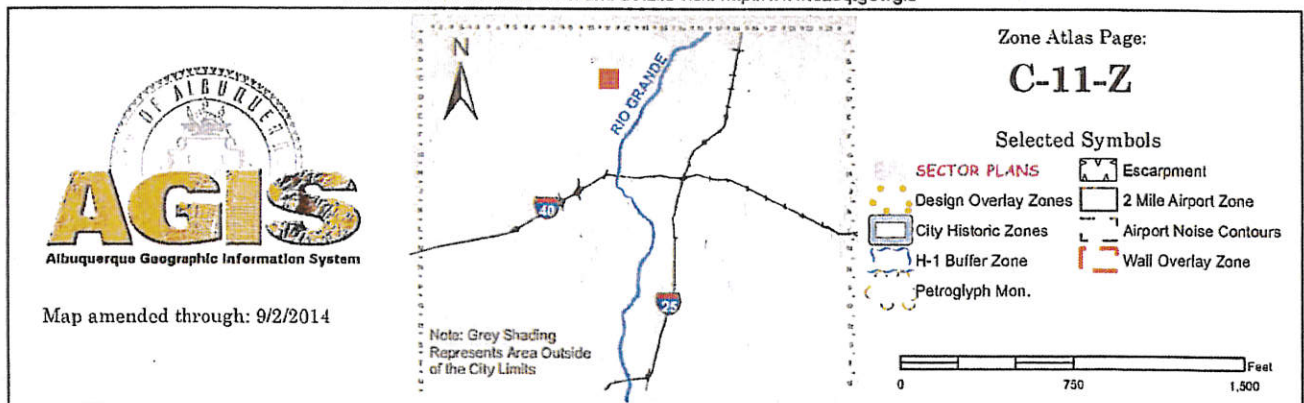 OF ALBUQUERQ
AGIS
Albuquerque Geographic Information System
Map amended through: 9/2/2014
N
RIO GRANDE
40
25
Note: Grey Shading
Represents Area Outside
of the City Limits
Zone Atlas Page:
C-11-Z
Selected Symbols
SECTOR PLANS
Escarpment
Design Overlay Zones
2 Mile Airport Zone
City Historic Zones
Airport Noise Contours
H-1 Buffer Zone
Wall Overlay Zone
Petroglyph Mon.
Feet
0
750
1,500